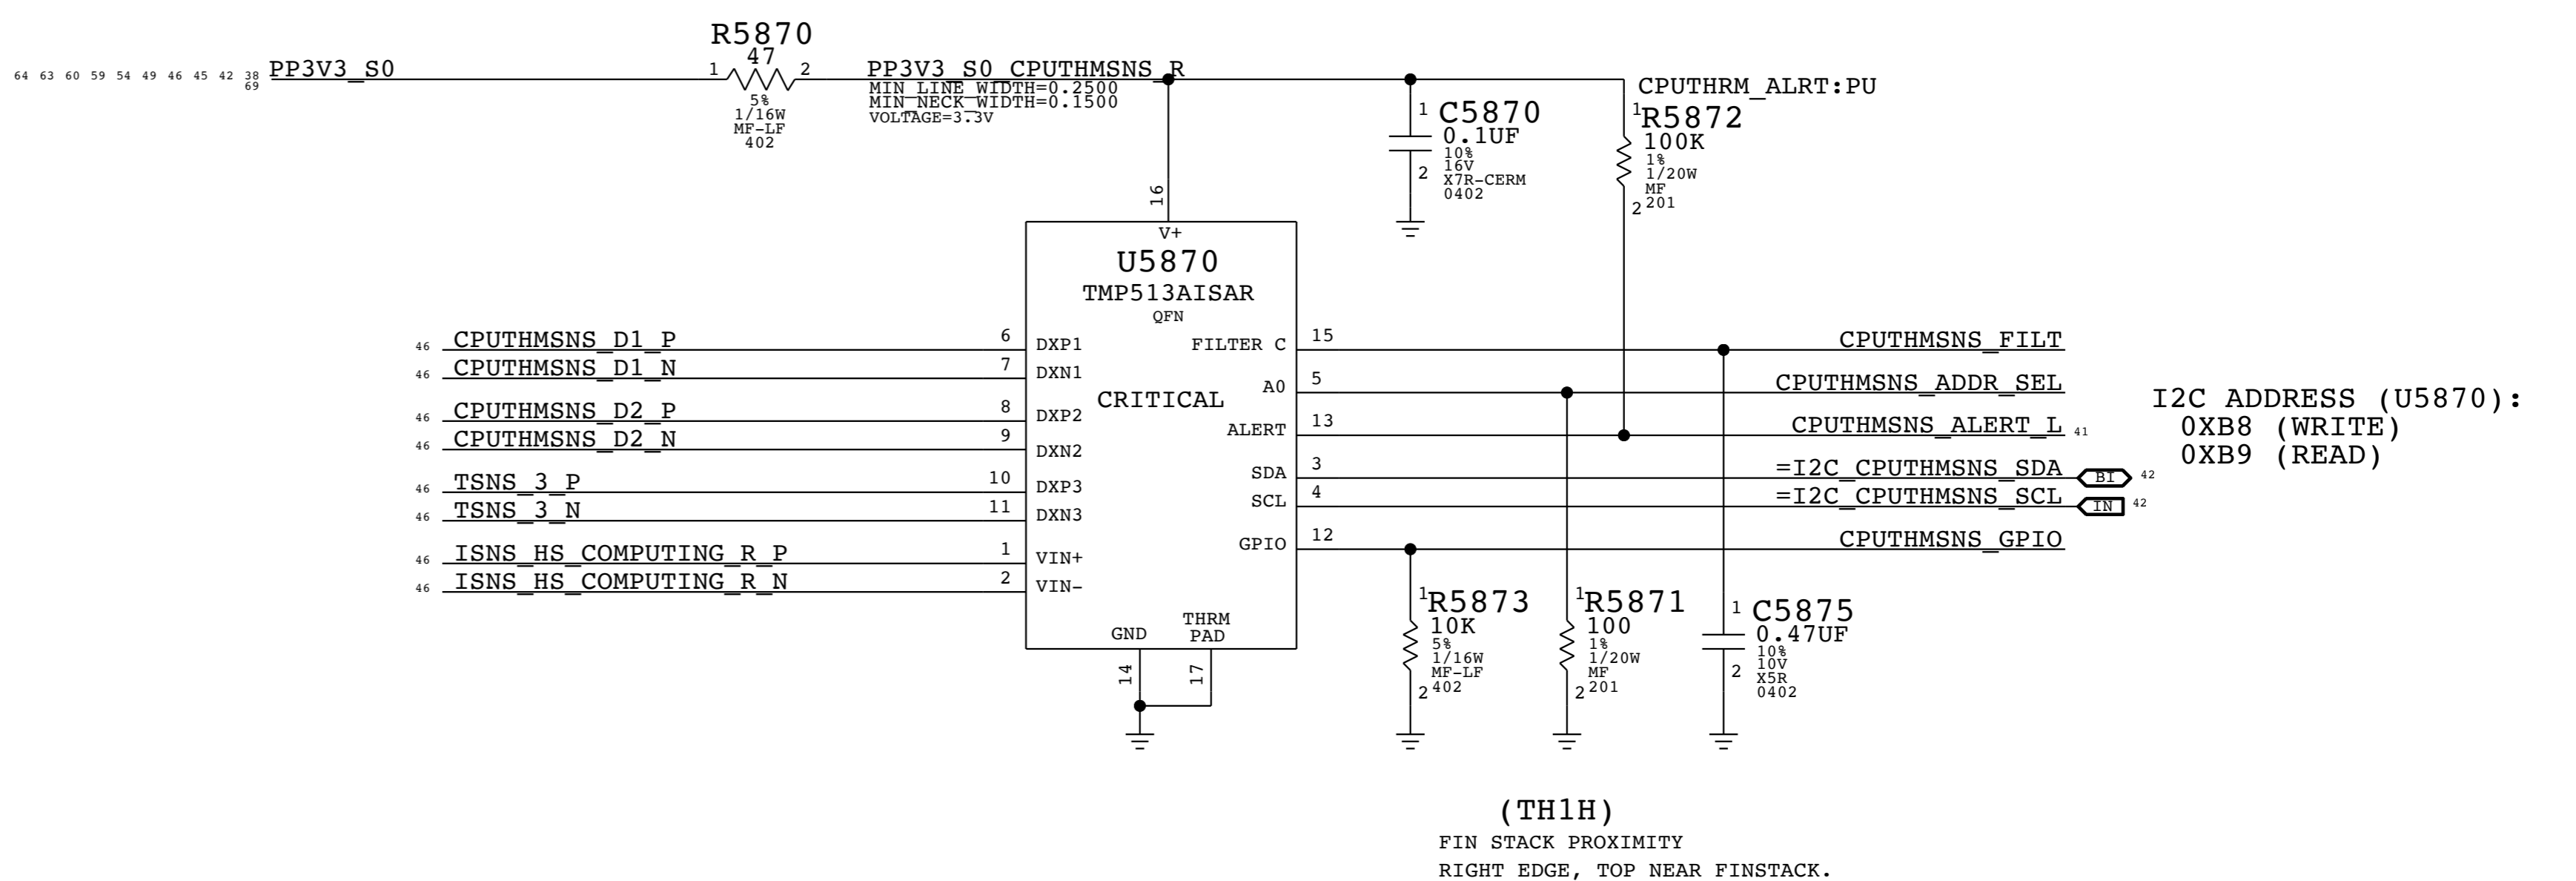 R5870
47
1
2
5%
1/16W
MF-LF
402
64 63 60 59 54 49 46 45 42 38
69
PP3V3_S0
PP3V3_S0_CPUTHMSNS_R
MIN_LINE_WIDTH=0.2500
MIN_NECK_WIDTH=0.1500
VOLTAGE=3.3V
1
C5870
0.1UF
10%
16V
X7R-CERM
0402
2
CPUTHRM_ALRT:PU
1
R5872
100K
1%
1/20W
MF
201
2
16
V+
U5870
TMP513AISAR
QFN
CRITICAL
46 CPUTHMSNS_D1_P 6 DXP1
46 CPUTHMSNS_D1_N 7 DXN1
46 CPUTHMSNS_D2_P 8 DXP2
46 CPUTHMSNS_D2_N 9 DXN2
46 TSNS_3_P 10 DXP3
46 TSNS_3_N 11 DXN3
46 ISNS_HS_COMPUTING_R_P 1 VIN+
46 ISNS_HS_COMPUTING_R_N 2 VIN-
FILTER C 15 CPUTHMSNS_FILT
A0 5 CPUTHMSNS_ADDR_SEL
ALERT 13 CPUTHMSNS_ALERT_L 41
SDA 3 =I2C_CPUTHMSNS_SDA BI 42
SCL 4 =I2C_CPUTHMSNS_SCL IN 42
GPIO 12 CPUTHMSNS_GPIO
GND
THRM
PAD
14
17
I2C ADDRESS (U5870):
0XB8 (WRITE)
0XB9 (READ)
1
R5873
10K
5%
1/16W
MF-LF
402
2
1
R5871
100
1%
1/20W
MF
201
2
1
C5875
0.47UF
10%
10V
X5R
0402
2
(TH1H)
FIN STACK PROXIMITY
RIGHT EDGE, TOP NEAR FINSTACK.